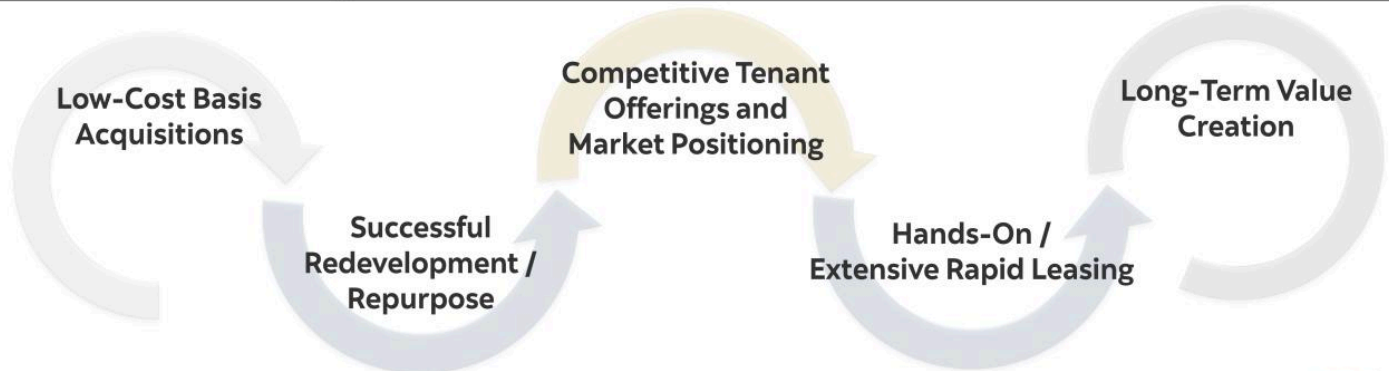 Low-Cost Basis
Acquisitions
Successful
Redevelopment /
Repurpose
Competitive Tenant
Offerings and
Market Positioning
Hands-On /
Extensive Rapid Leasing
Long-Term Value
Creation